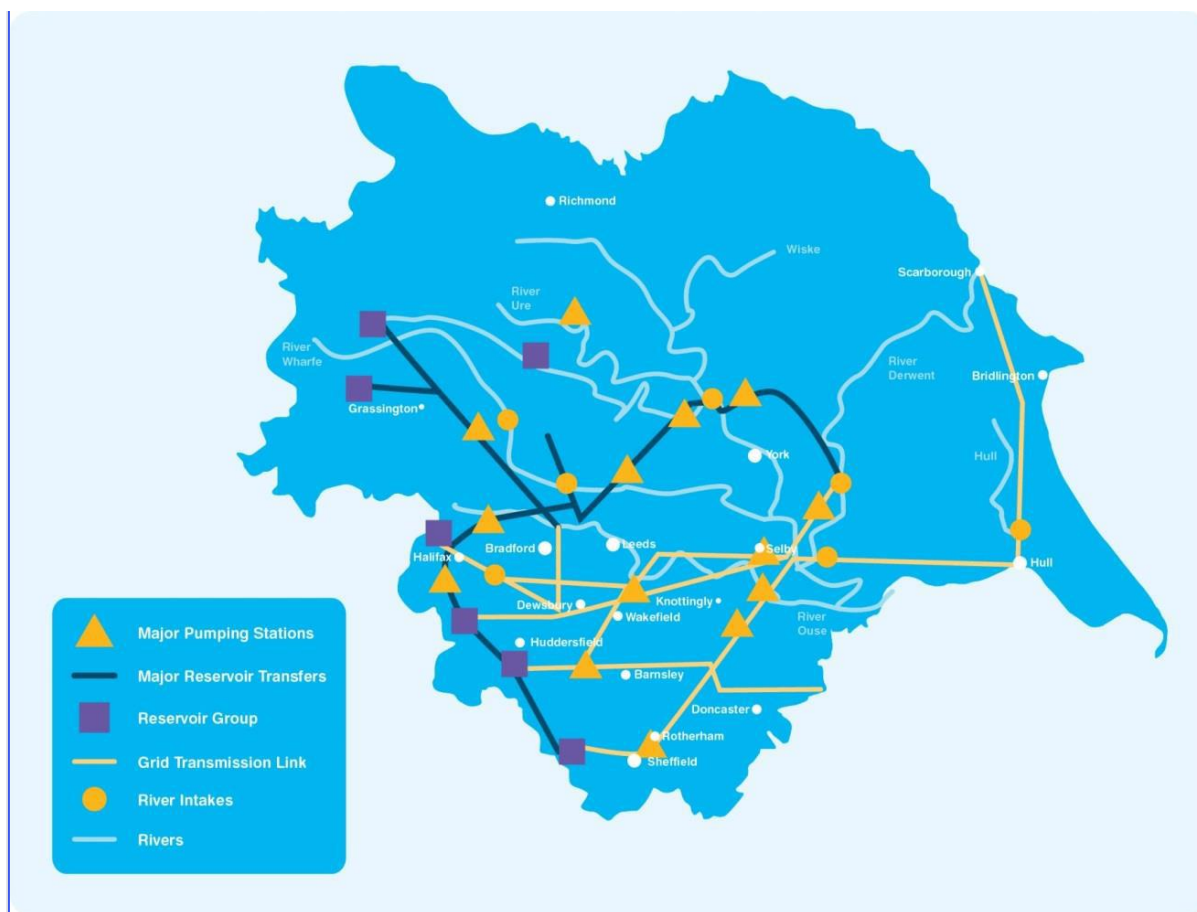 Richmond
Wiske
Scarborough
River
Ure
River
Wharfe
River
Derwent
Bridlington
Grassington
York
Hull
Bradford
Leeds
Selby
Halifax
Hull
Dewsbury
Knottingly
Wakefield
River
Ouse
Huddersfield
Barnsley
Doncaster
Rotherham
Sheffield
Major Pumping Stations
Major Reservoir Transfers
Reservoir Group
Grid Transmission Link
River Intakes
Rivers